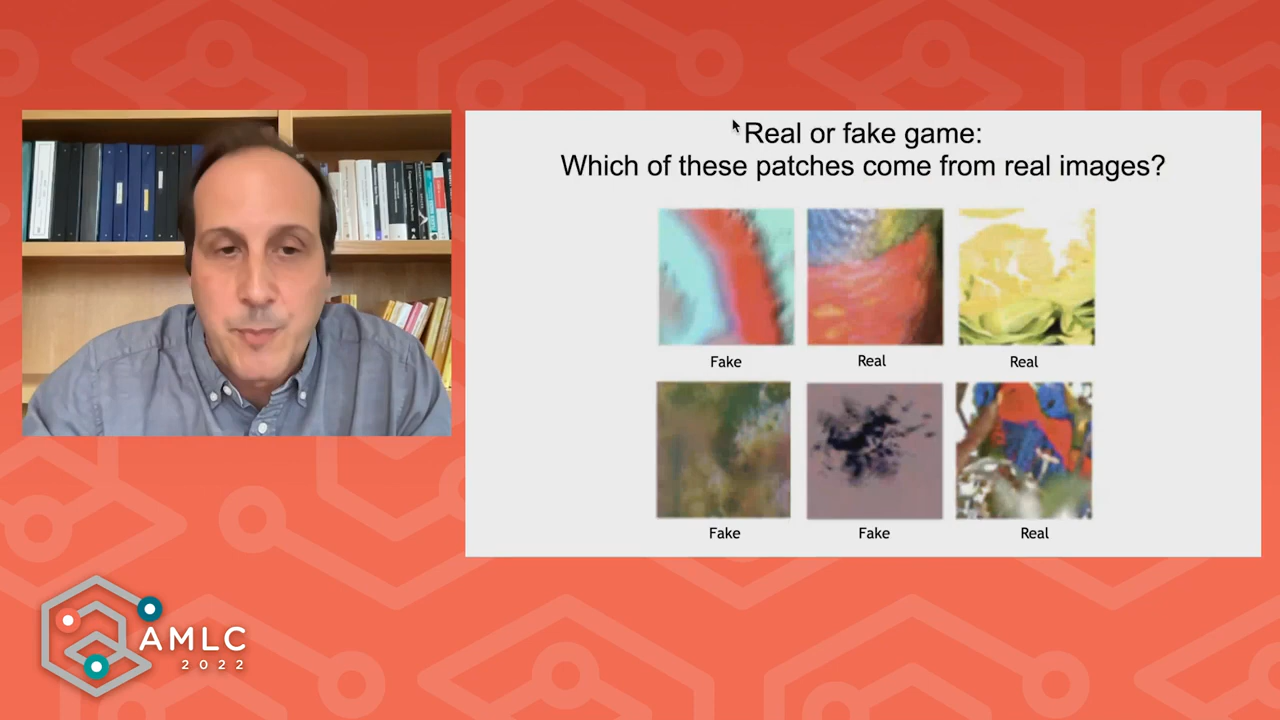 Real or fake game:
Which of these patches come from real images?
Fake
Real
Real
Fake
Fake
Real
AMLC
2022